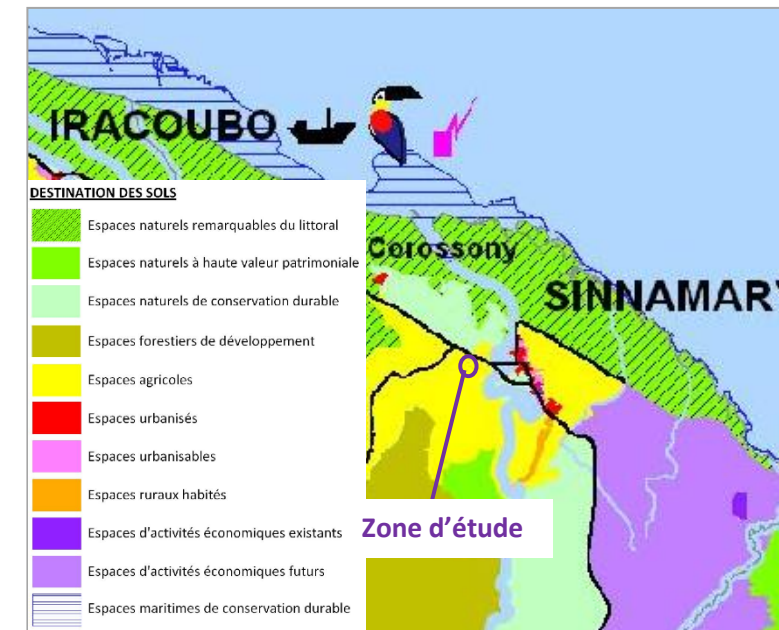 IRACOUBO
DESTINATION DES SOLS
Espaces naturels remarquables du littoral
Espaces naturels à haute valeur patrimoniale
Espaces naturels de conservation durable
Espaces forestiers de développement
Espaces agricoles
Espaces urbanisés
Espaces urbanisables
Espaces ruraux habités
Espaces d'activités économiques existants
Espaces d'activités économiques futurs
Espaces maritimes de conservation durable
Corossony
SINNAMARY
Zone d'étude